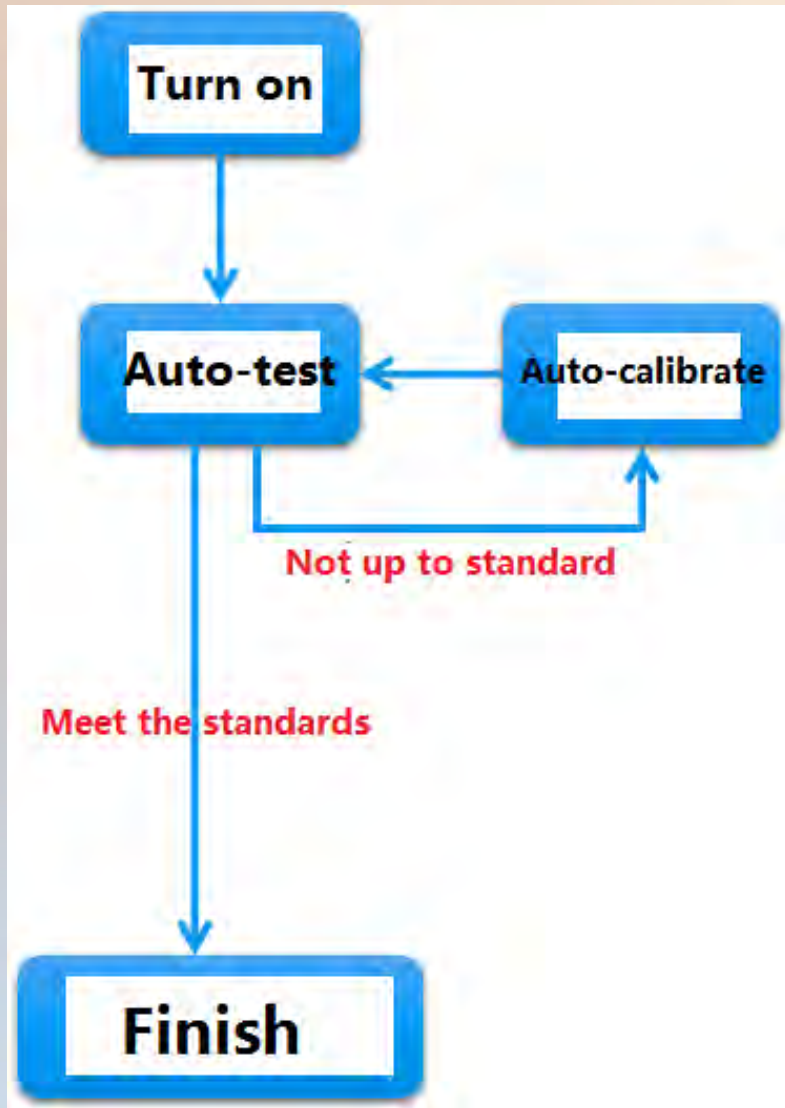 Turn on
Auto-test
Auto-calibrate
Not up to standard
Meet the standards
Finish